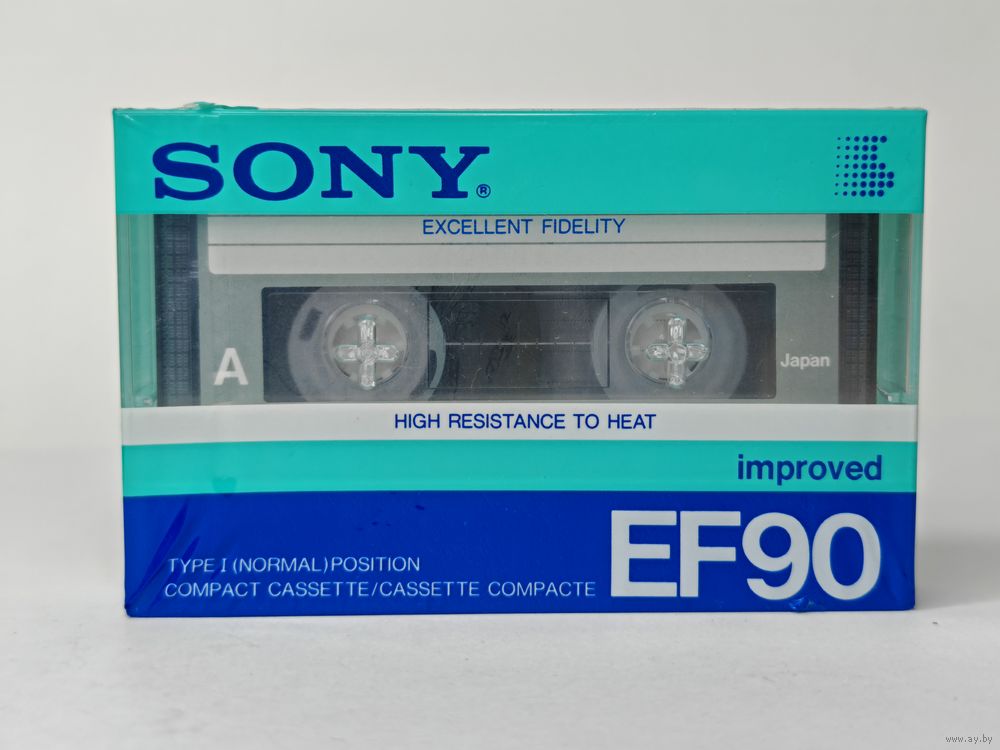 SONY®
EXCELLENT FIDELITY
A
Japan
HIGH RESISTANCE TO HEAT
improved
EF90
TYPE I (NORMAL) POSITION
COMPACT CASSETTE/CASSETTE COMPACTE
www.ay.by